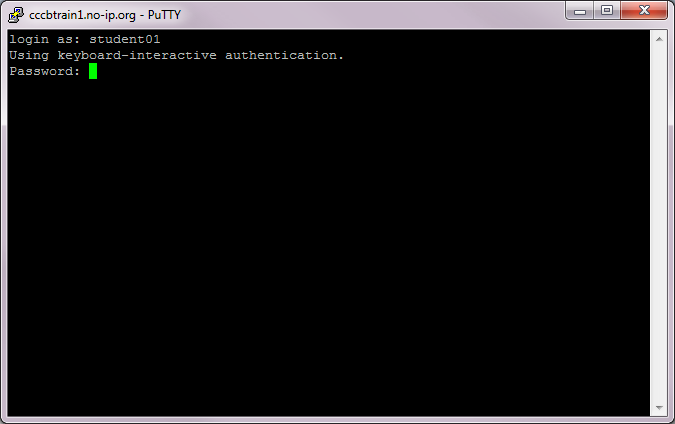 cccbtrain1.no-ip.org - PuTTY
login as: student01
Using keyboard-interactive authentication.
Password: